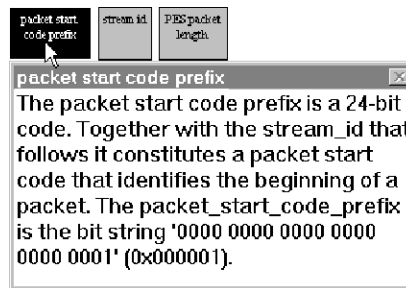 packet start code prefix
stream id
PES packet length
packet start code prefix
The packet start code prefix is a 24-bit
code. Together with the stream_id that
follows it constitutes a packet start
code that identifies the beginning of a
packet. The packet_start_code_prefix
is the bit string '0000 0000 0000 0000
0000 0001' (0x000001).